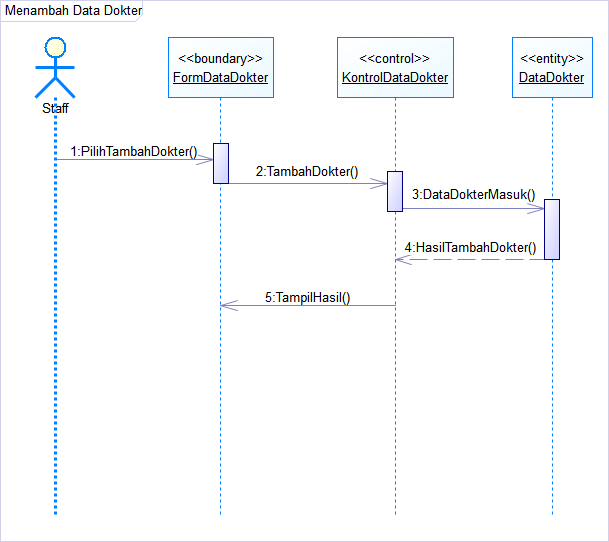 Menambah Data Dokter
<<boundary>>
FormDataDokter
<<control>>
KontrolDataDokter
<<entity>>
DataDokter
Staff
1:PilihTambahDokter()
2:TambahDokter()
3:DataDokterMasuk()
4:HasilTambahDokter()
5:TampilHasil()